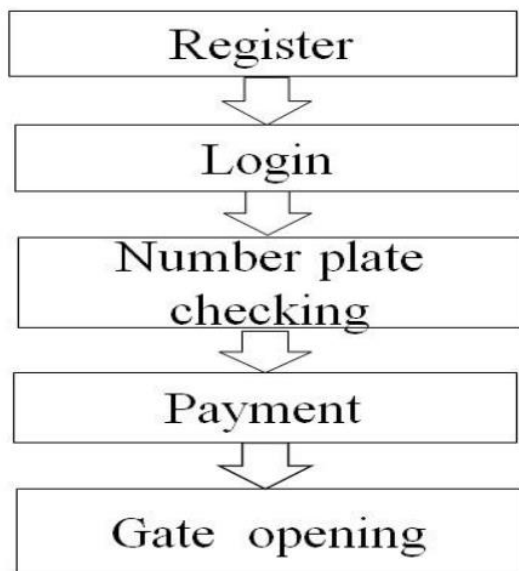 Register
Login
Number plate
checking
Payment
Gate opening